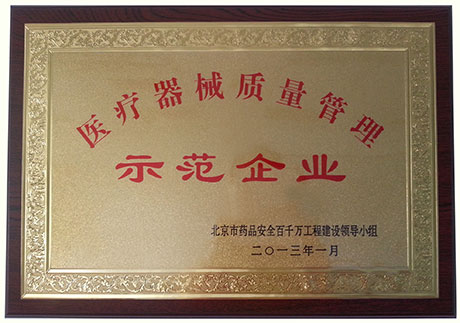 医疗器械质量管理
示范企业
北京市药品安全百千万工程建设领导小组
二〇一三年一月